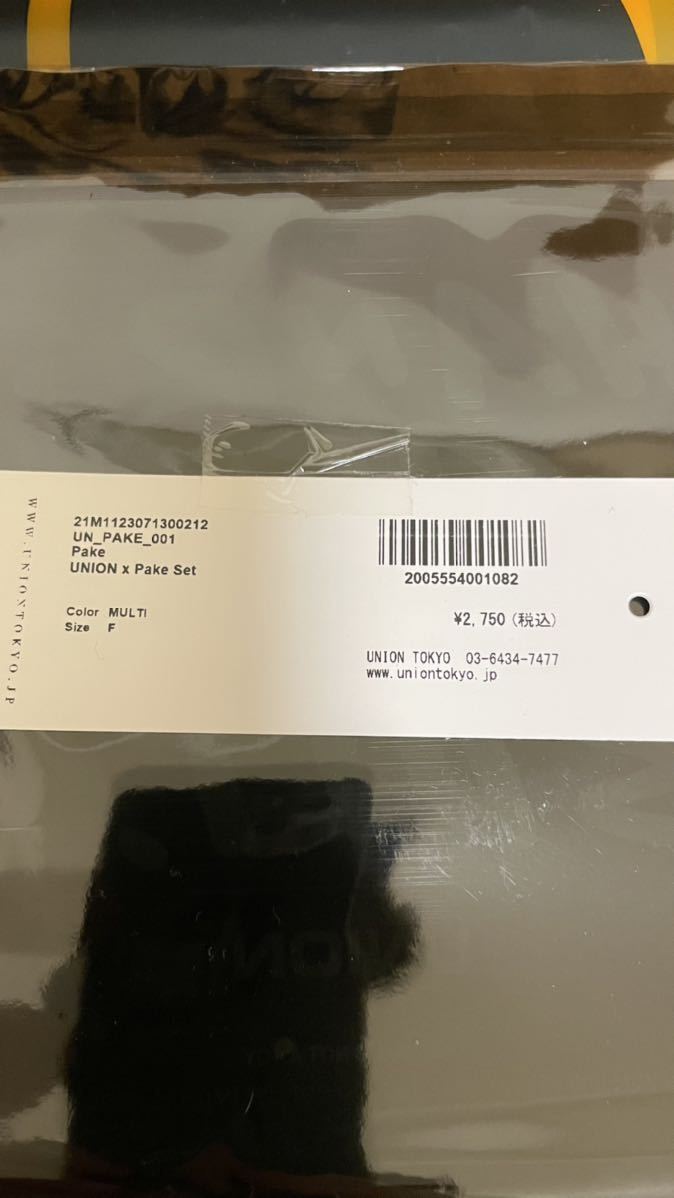 WWW.UNIONTOKYO.JP
21M1123071300212
UN_PAKE_001
Pake
UNION x Pake Set
Color MULTI
Size F
2005554001082
¥2,750(税込)
UNION TOKYO 03-6434-7477
www.uniontokyo.jp